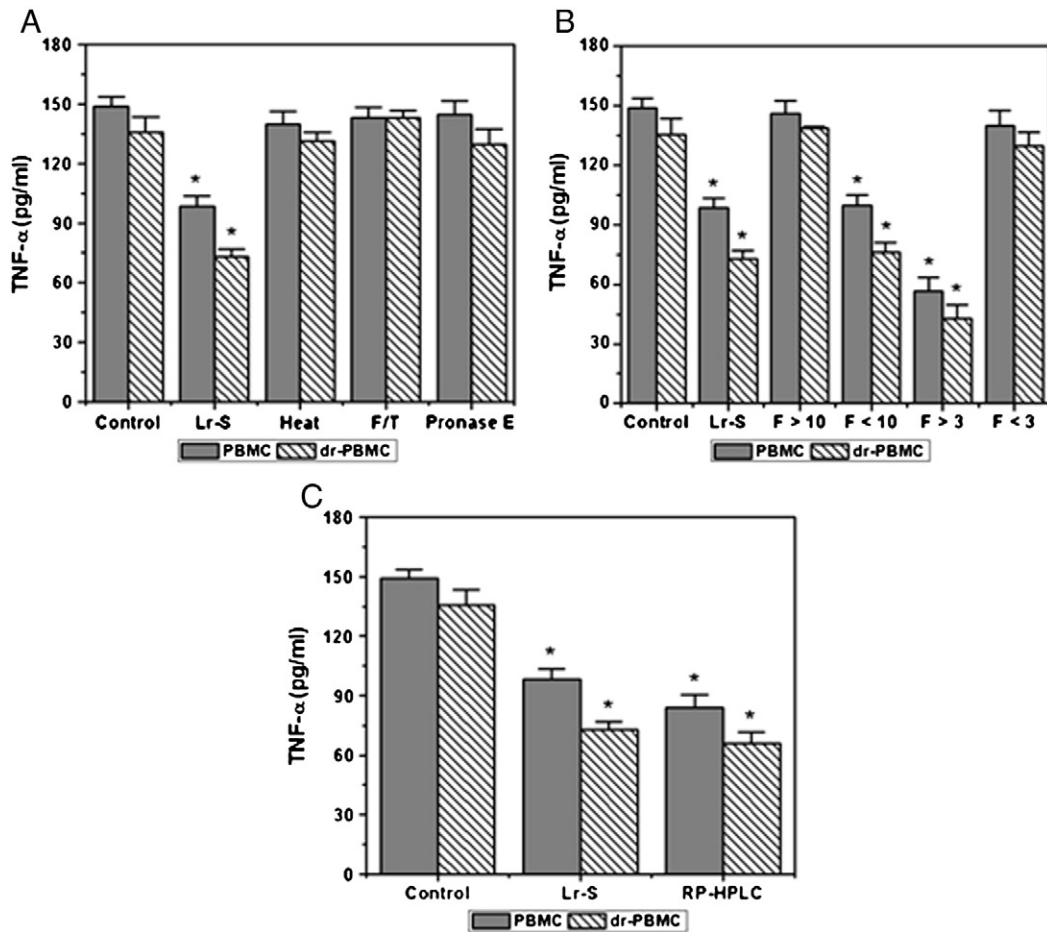 A
TNF-α (pg/ml)
180
150
120
90
60
30
0
*
*
Control Lr-S Heat F/T Pronase E
PBMC dr-PBMC
B
TNF-α (pg/ml)
180
150
120
90
60
30
0
*
*
*
*
*
*
Control Lr-S F > 10 F < 10 F > 3 F < 3
PBMC dr-PBMC
C
TNF-α (pg/ml)
180
150
120
90
60
30
0
*
*
*
*
Control Lr-S RP-HPLC
PBMC dr-PBMC